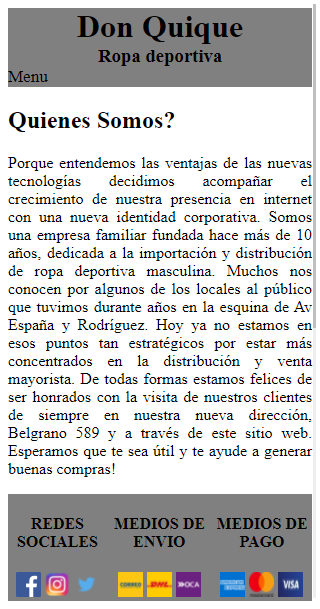 Don Quique
Ropa deportiva
Menu
Quienes Somos?
Porque entendemos las ventajas de las nuevas
tecnologías decidimos acompañar el
crecimiento de nuestra presencia en internet
con una nueva identidad corporativa. Somos
una empresa familiar fundada hace más de 10
años, dedicada a la importación y distribución
de ropa deportiva masculina. Muchos nos
conocen por algunos de los locales al público
que tuvimos durante años en la esquina de Av
España y Rodríguez. Hoy ya no estamos en
esos puntos tan estratégicos por estar más
concentrados en la distribución y venta
mayorista. De todas formas estamos felices de
ser honrados con la visita de nuestros clientes
de siempre en nuestra nueva dirección,
Belgrano 589 y a través de este sitio web.
Esperamos que te sea útil y te ayude a generar
buenas compras!
REDES SOCIALES
MEDIOS DE ENVIO
MEDIOS DE PAGO
DHL OCA VISA